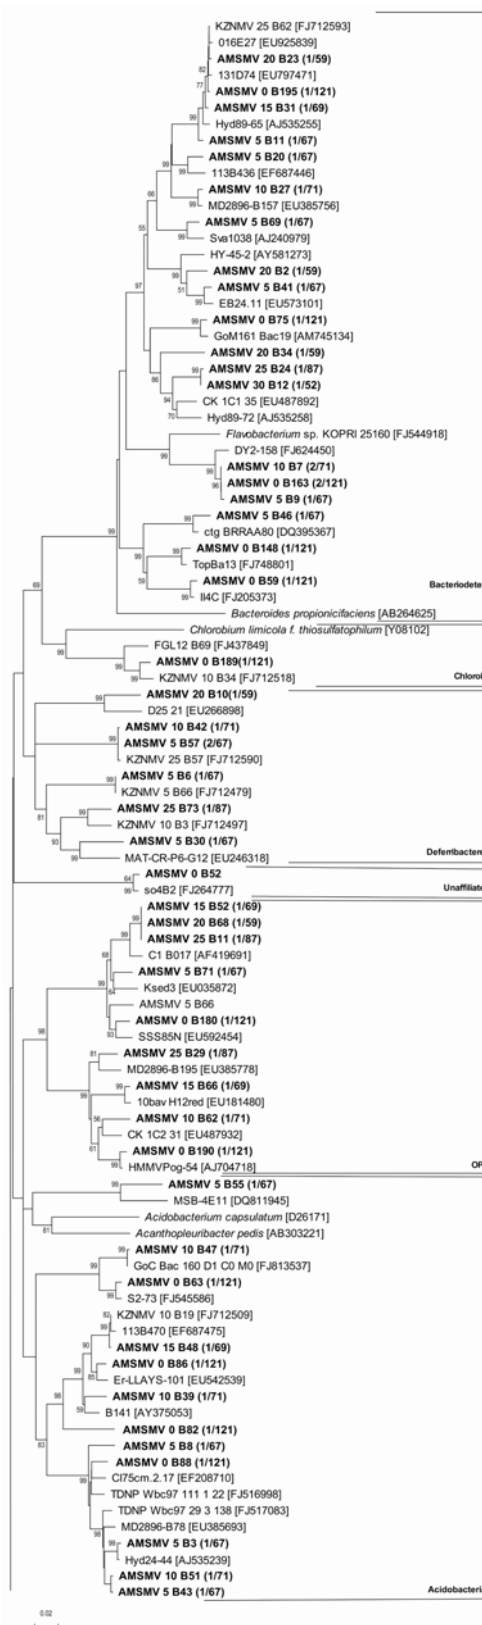 KZNMV 25 B62 [FJ712593]
016E27 [EU925839]
AMSMV 20 B23 (1/59)
82
131D74 [EU797471]
77
AMSMV 0 B195 (1/121)
AMSMV 15 B31 (1/69)
Hyd89-65 [AJ535255]
99
AMSMV 5 B11 (1/67)
AMSMV 5 B20 (1/67)
99
113B436 [EF687446]
99
AMSMV 10 B27 (1/71)
66
99
MD2896-B157 [EU385756]
AMSMV 5 B69 (1/67)
55
99
Sva1038 [AJ240979]
HY-45-2 [AY581273]
99
AMSMV 20 B2 (1/59)
97
51
AMSMV 5 B41 (1/67)
99
EB24.11 [EU573101]
99
AMSMV 0 B75 (1/121)
GoM161 Bac19 [AM745134]
AMSMV 20 B34 (1/59)
86
99
AMSMV 25 B24 (1/87)
AMSMV 30 B12 (1/52)
94
CK 1C1 35 [EU487892]
70
Hyd89-72 [AJ535258]
Flavobacterium sp. KOPRI 25160 [FJ544918]
99
DY2-158 [FJ624450]
99
AMSMV 10 B7 (2/71)
96
AMSMV 0 B163 (2/121)
AMSMV 5 B9 (1/67)
AMSMV 5 B46 (1/67)
99
99
ctg BRRAA80 [DQ395367]
99
AMSMV 0 B148 (1/121)
99
TopBa13 [FJ748801]
59
AMSMV 0 B59 (1/121)
99
II4C [FJ205373]
Bacteriodete
Bacteroides propionicifaciens [AB264625]
69
Chlorobium limicola f. thiosulfatophilum [Y08102]
FGL12 B69 [FJ437849]
99
AMSMV 0 B189(1/121)
99
KZNMV 10 B34 [FJ712518]
Chlorol
99
AMSMV 20 B10(1/59)
D25 21 [EU266898]
AMSMV 10 B42 (1/71)
99
AMSMV 5 B57 (2/67)
KZNMV 25 B57 [FJ712590]
99
AMSMV 5 B6 (1/67)
KZNMV 5 B66 [FJ712479]
81
99
AMSMV 25 B73 (1/87)
KZNMV 10 B3 [FJ712497]
93
AMSMV 5 B30 (1/67)
99
MAT-CR-P6-G12 [EU246318]
Deferribactere
64
AMSMV 0 B52
99
so4B2 [FJ264777]
Unaffiliate
AMSMV 15 B52 (1/69)
99
AMSMV 20 B68 (1/59)
99
AMSMV 25 B11 (1/87)
68
C1 B017 [AF419691]
AMSMV 5 B71 (1/67)
99
64
Ksed3 [EU035872]
AMSMV 5 B66
99
AMSMV 0 B180 (1/121)
93
98
SSS85N [EU592454]
81
AMSMV 25 B29 (1/87)
MD2896-B195 [EU385778]
99
AMSMV 15 B66 (1/69)
99
10bav H12red [EU181480]
56
AMSMV 10 B62 (1/71)
CK 1C2 31 [EU487932]
61
AMSMV 0 B190 (1/121)
99
HMMVPog-54 [AJ704718]
OP
99
AMSMV 5 B55 (1/67)
MSB-4E11 [DQ811945]
Acidobacterium capsulatum [D26171]
81
Acanthopleuribacter pedis [AB303221]
99
AMSMV 10 B47 (1/71)
GoC Bac 160 D1 C0 M0 [FJ813537]
99
AMSMV 0 B63 (1/121)
99
S2-73 [FJ545586]
82
KZNMV 10 B19 [FJ712509]
99
113B470 [EF687475]
90
AMSMV 15 B48 (1/69)
99
AMSMV 0 B86 (1/121)
85
Er-LLAYS-101 [EU542539]
98
AMSMV 10 B39 (1/71)
59
B141 [AY375053]
AMSMV 0 B82 (1/121)
83
AMSMV 5 B8 (1/67)
AMSMV 0 B88 (1/121)
99
CI75cm.2.17 [EF208710]
TDNP Wbc97 111 1 22 [FJ516998]
TDNP Wbc97 29 3 138 [FJ517083]
98
MD2896-B78 [EU385693]
99
AMSMV 5 B3 (1/67)
Hyd24-44 [AJ535239]
99
AMSMV 10 B51 (1/71)
AMSMV 5 B43 (1/67)
Acidobacteria
0.02